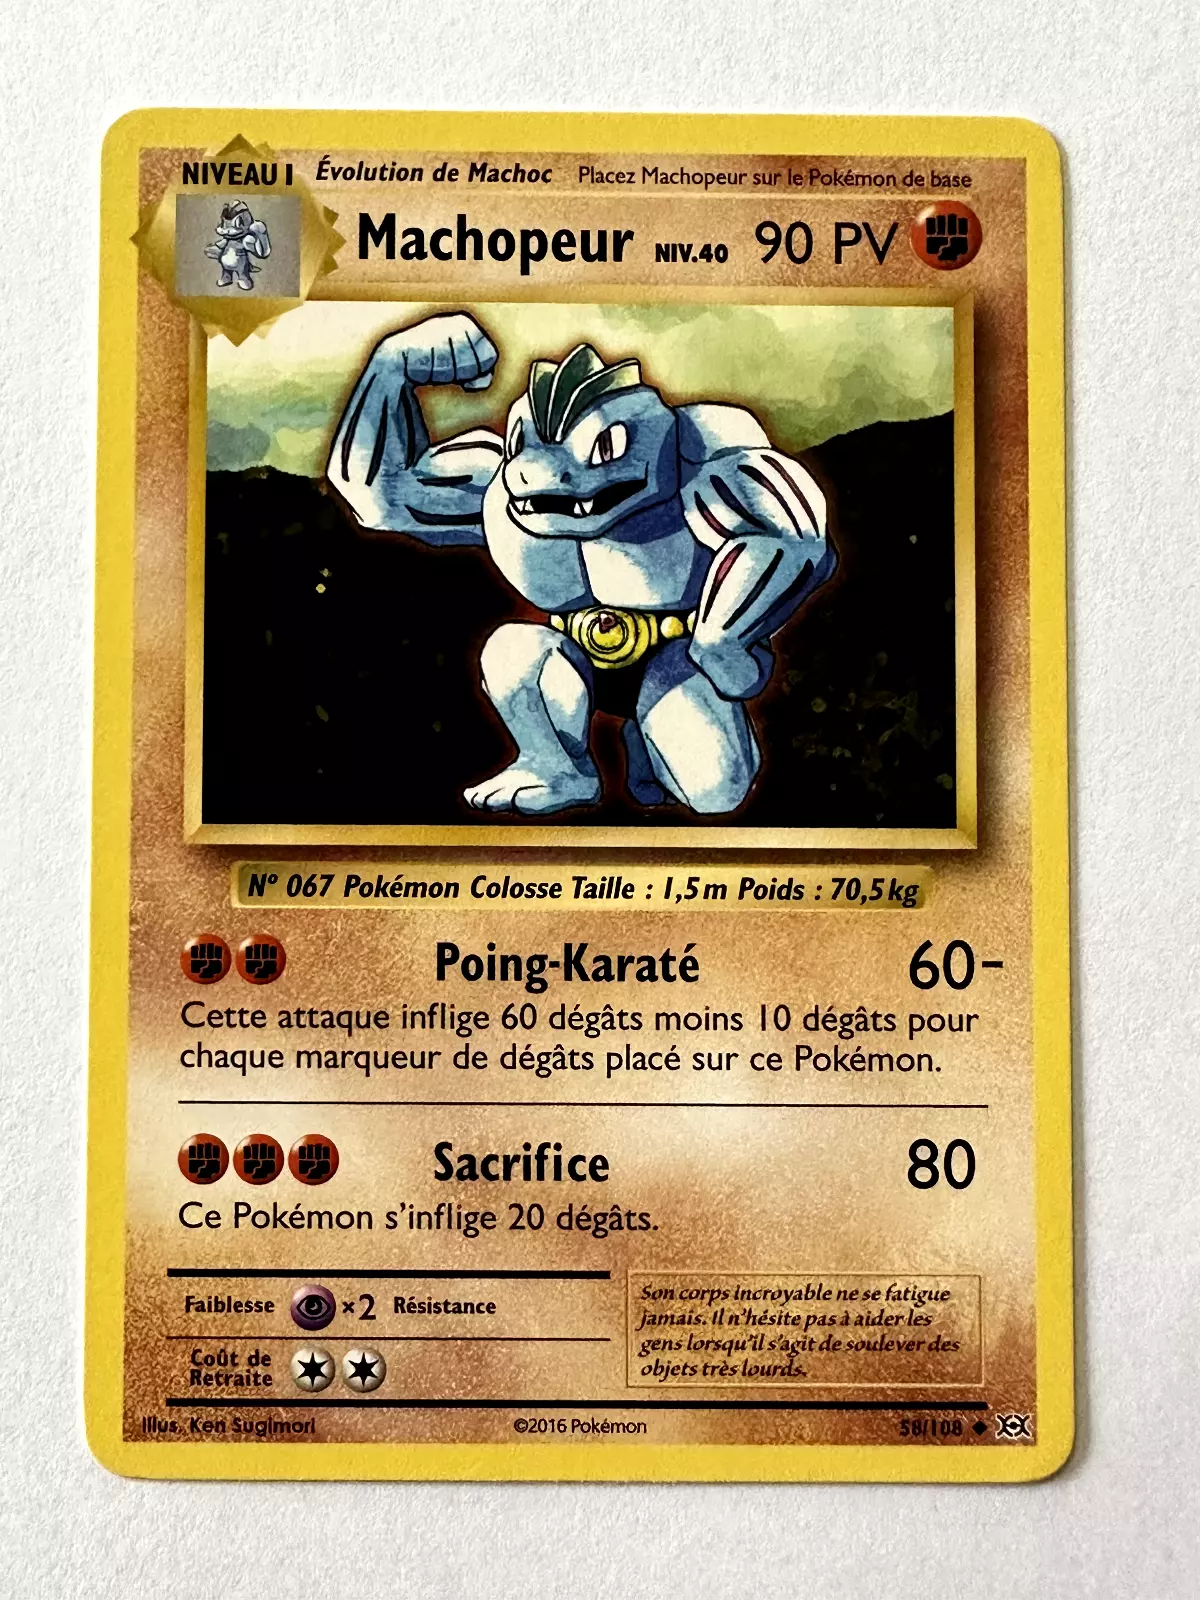 NIVEAU 1 Évolution de Machoc Placez Machopeur sur le Pokémon de base
Machopeur NIV.40 90 PV
Nº 067 Pokémon Colosse Taille : 1,5 m Poids : 70,5 kg
Poing-Karaté 60-
Cette attaque inflige 60 dégâts moins 10 dégâts pour
chaque marqueur de dégâts placé sur ce Pokémon.
Sacrifice 80
Ce Pokémon s'inflige 20 dégâts.
Faiblesse ×2 Résistance
Coût de
Retraite
Son corps incroyable ne se fatigue
jamais. Il n'hésite pas à aider les
gens lorsqu'il s'agit de soulever des
objets très lourds.
Illus. Ken Sugimori ©2016 Pokémon 58/108